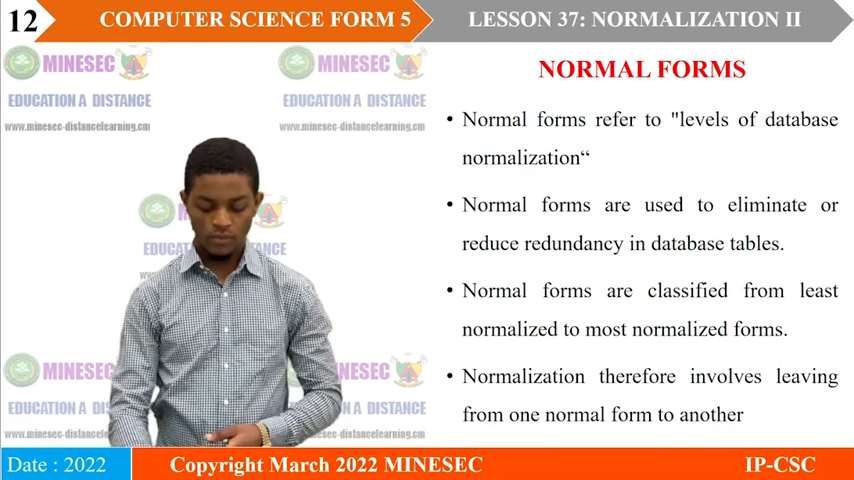 12
COMPUTER SCIENCE FORM 5
LESSON 37: NORMALIZATION II
MINESEC
MINESEC
EDUCATION A DISTANCE
EDUCATION A DISTANCE
www.minesec-distancelearning.cm
www.minesec-distancelearning.cm
NORMAL FORMS
• Normal forms refer to "levels of database
normalization“
• Normal forms are used to eliminate or
reduce redundancy in database tables.
• Normal forms are classified from least
normalized to most normalized forms.
• Normalization therefore involves leaving
from one normal form to another
MINESEC
MINESEC
EDUCATION A DISTANCE
www.minesec-distancelearning.cm
Date : 2022
Copyright March 2022 MINESEC
IP-CSC